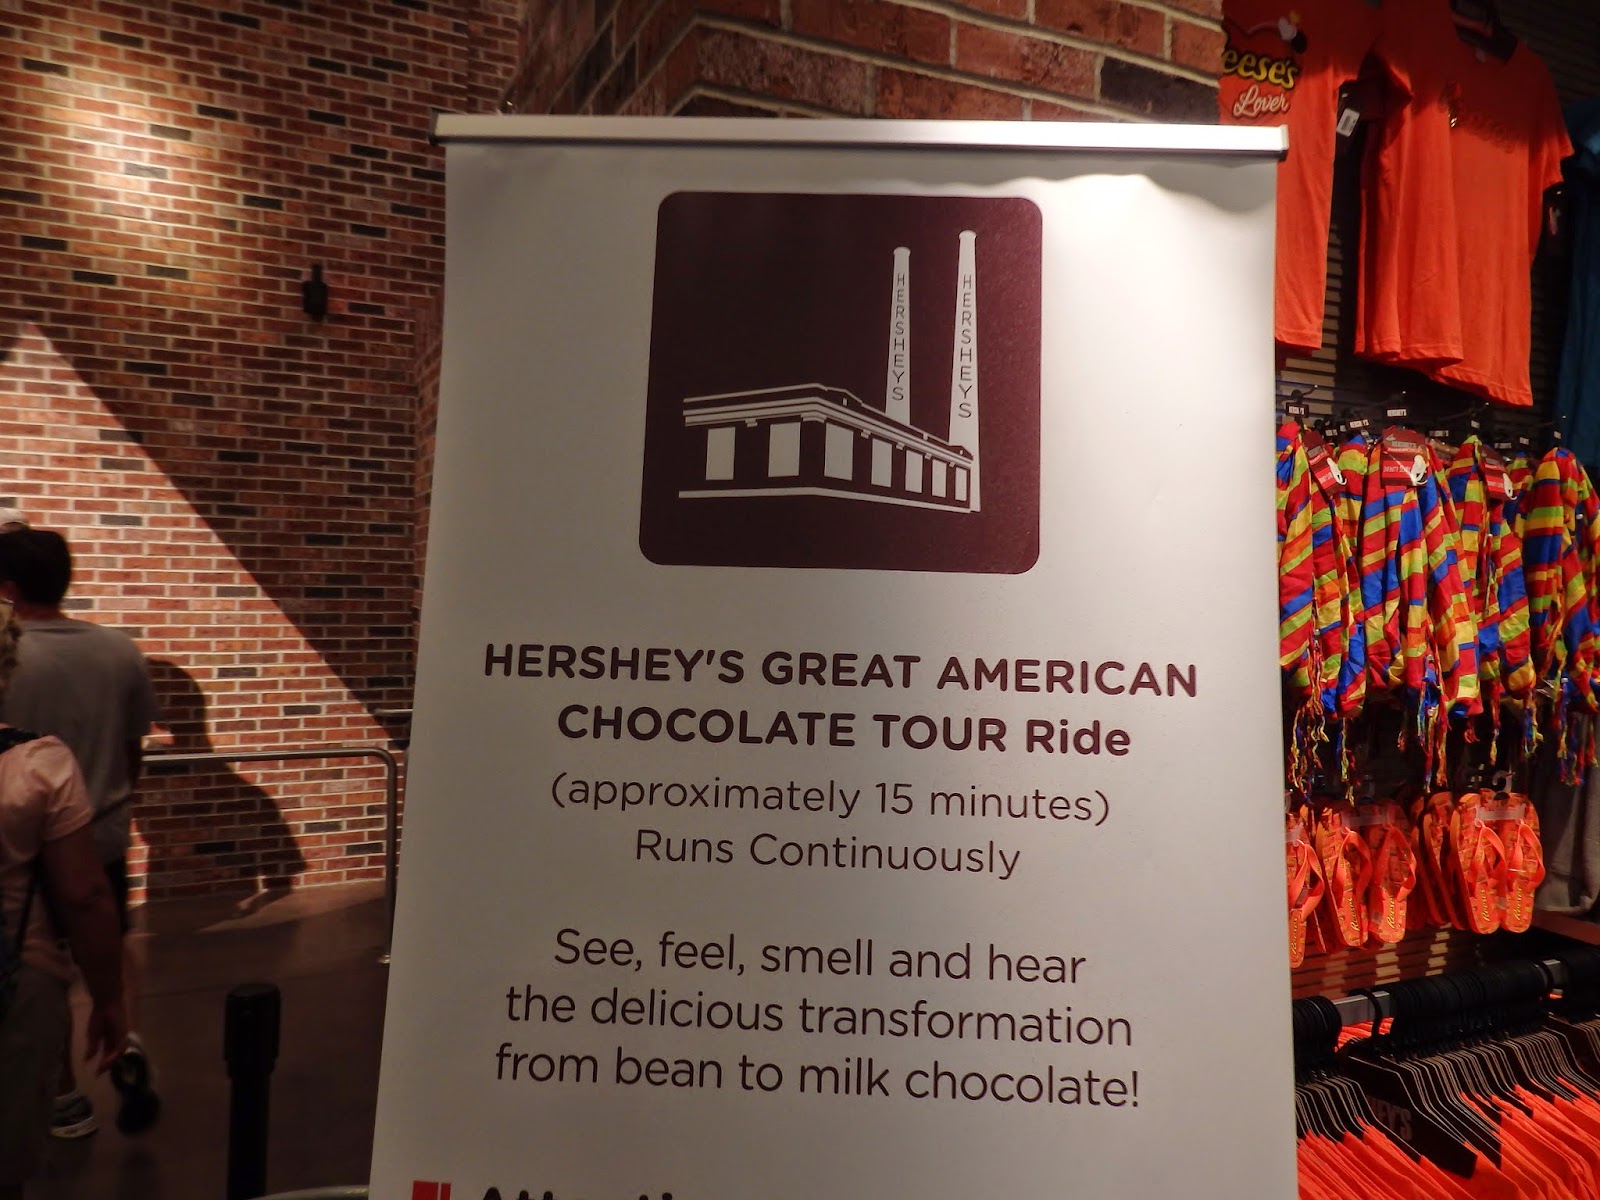 HERSHEYS
HERSHEYS
HERSHEY'S GREAT AMERICAN
CHOCOLATE TOUR Ride
(approximately 15 minutes)
Runs Continuously
See, feel, smell and hear
the delicious transformation
from bean to milk chocolate!
Lover